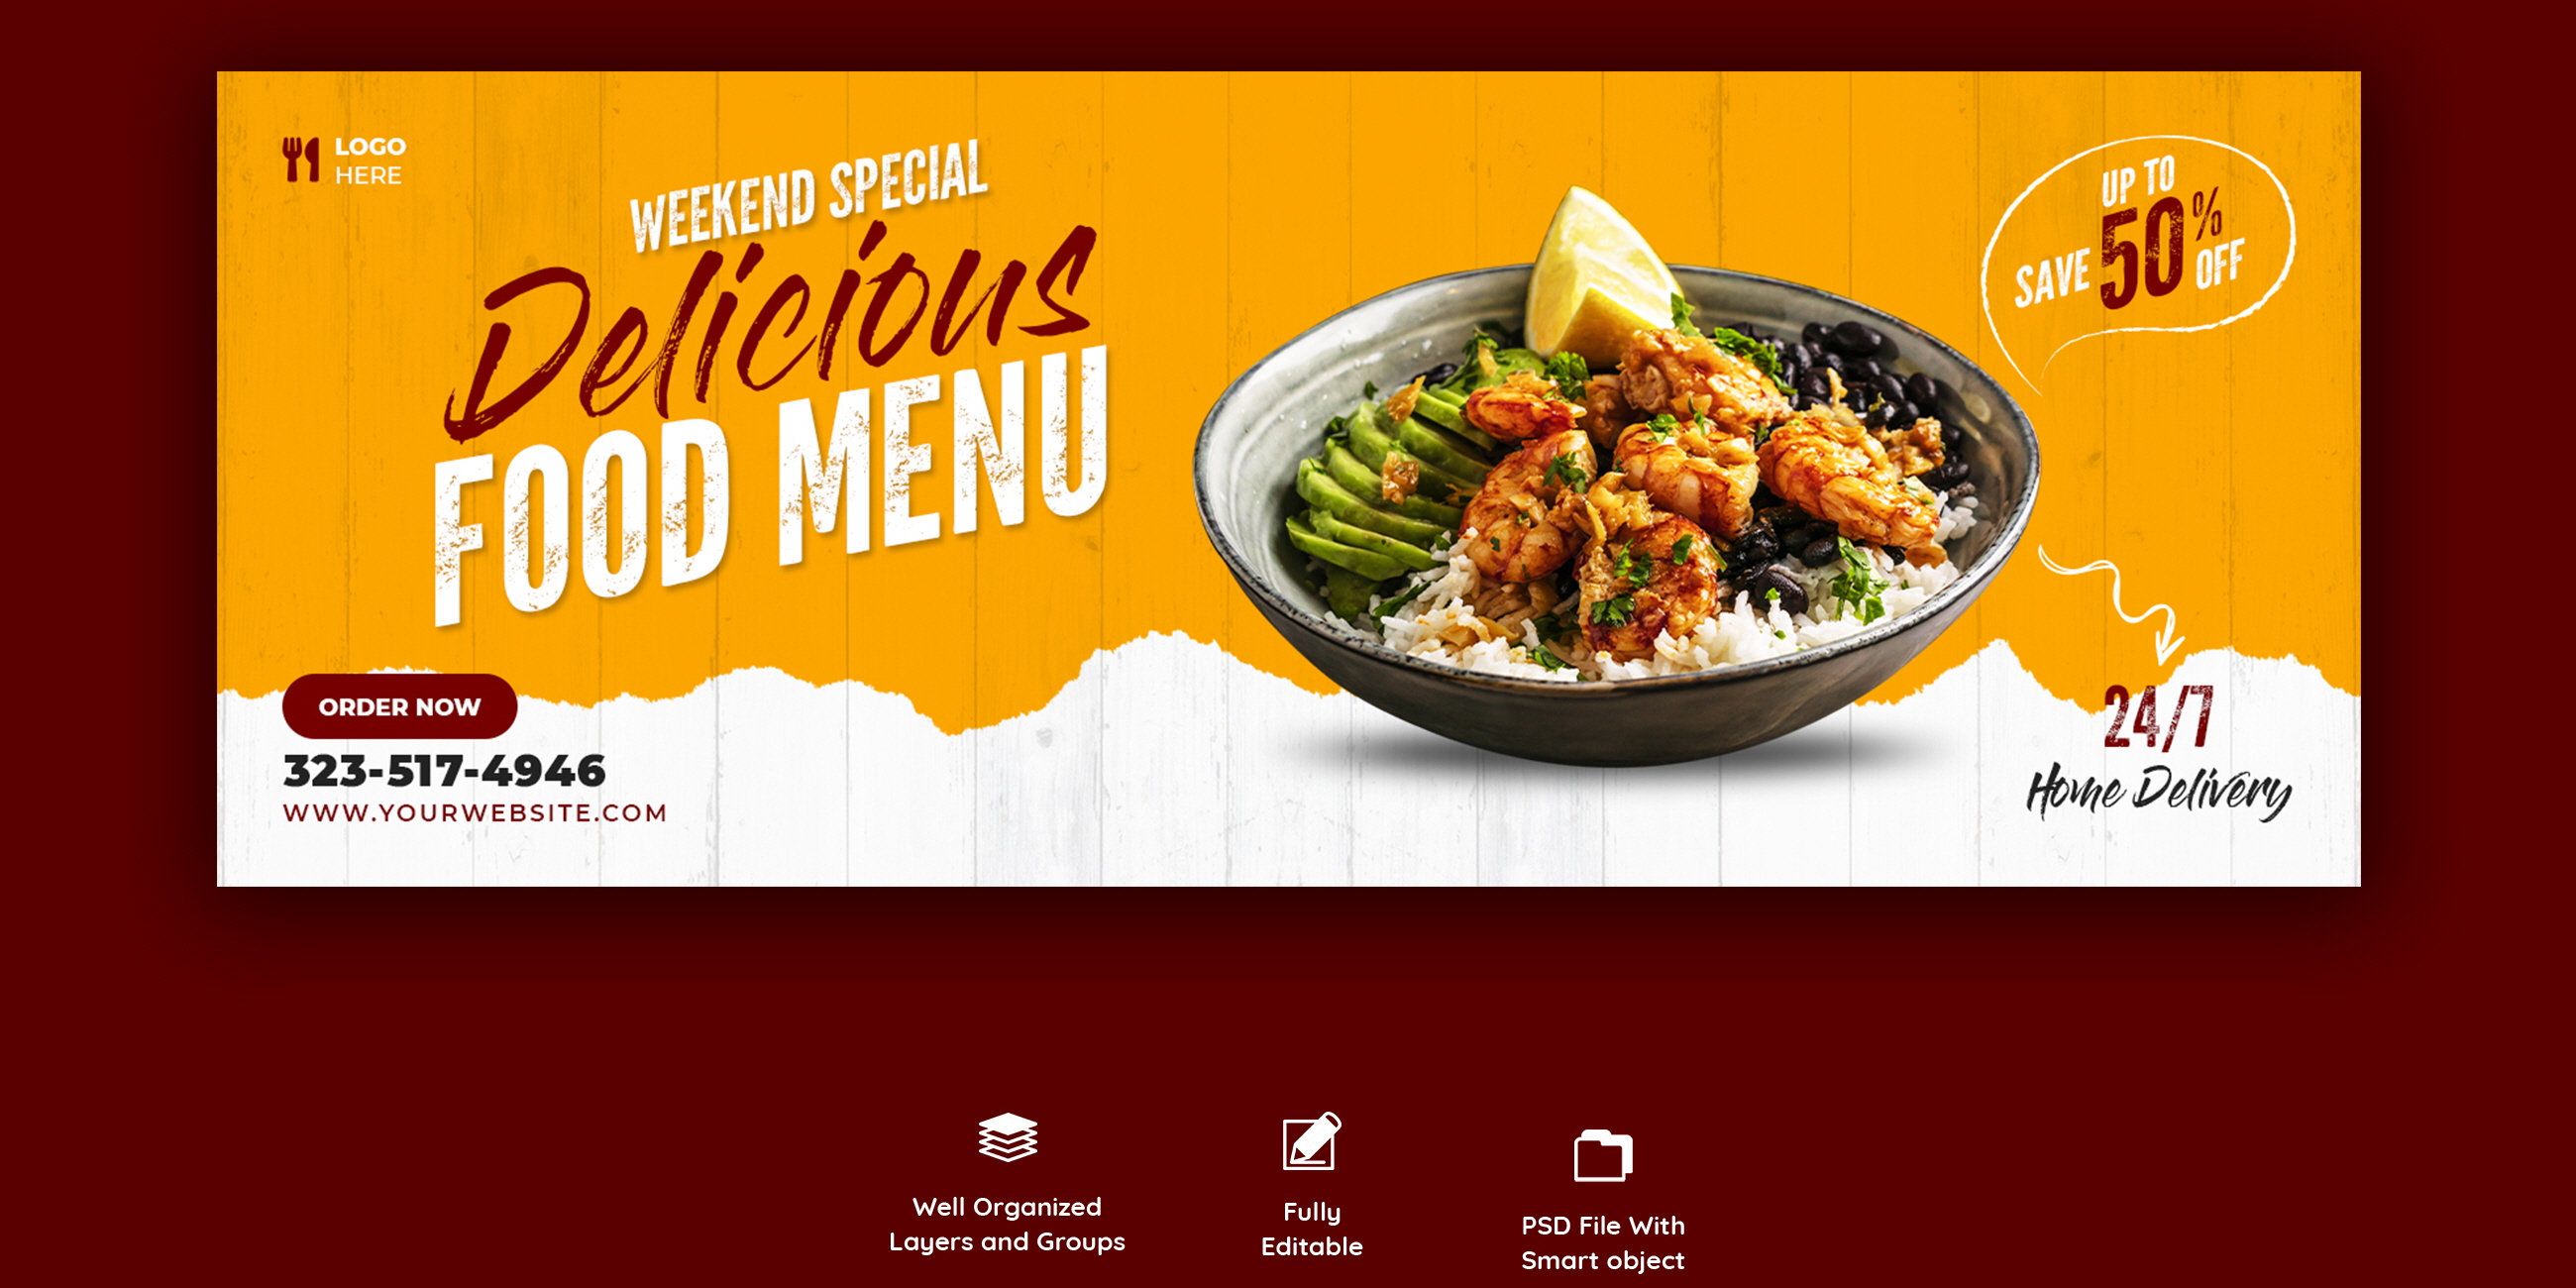 LOGO
HERE
WEEKEND SPECIAL
Delicious
FOOD MENU
UP TO
SAVE 50% OFF
ORDER NOW
323-517-4946
WWW.YOURWEBSITE.COM
24/7
Home Delivery
Well Organized
Layers and Groups
Fully
Editable
PSD File With
Smart object